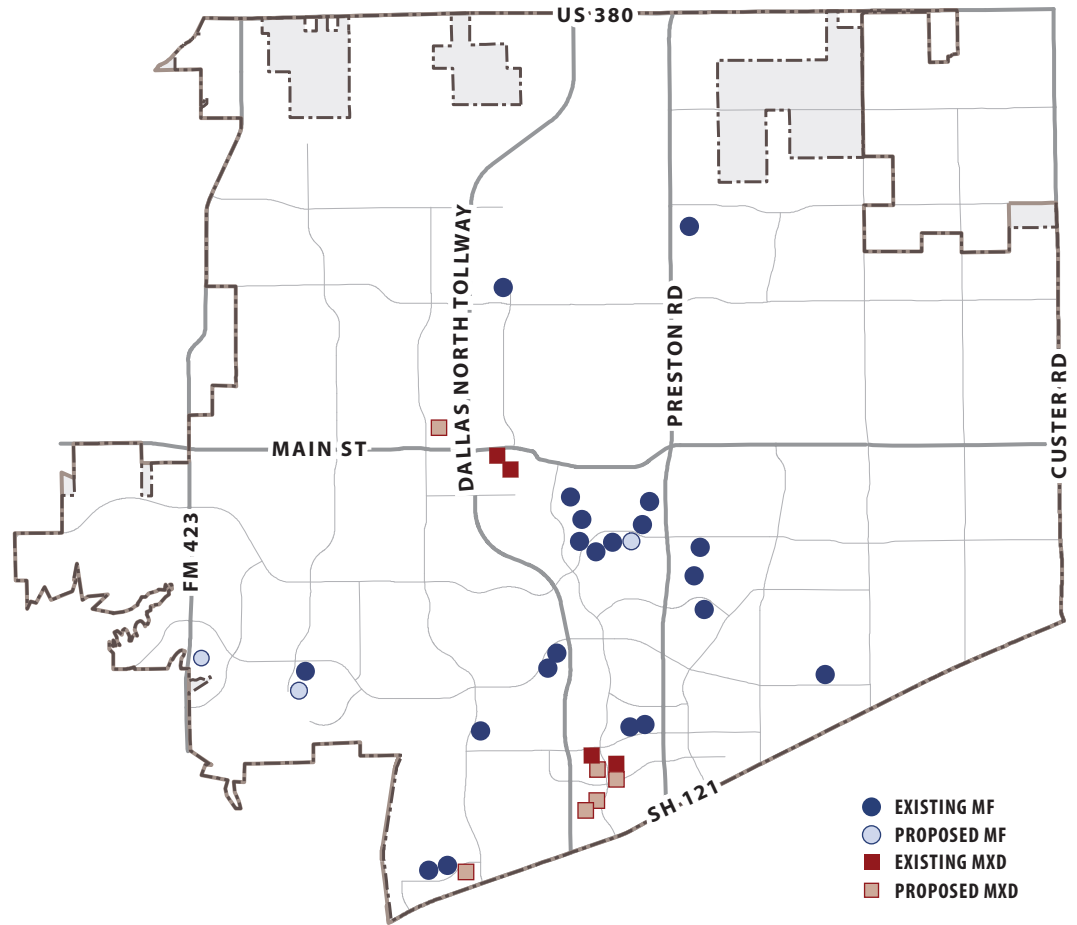 US 380
DALLAS NORTH TOLLWAY
PRESTON RD
CUSTER RD
MAIN ST
FM 423
SH 121
EXISTING MF
PROPOSED MF
EXISTING MXD
PROPOSED MXD